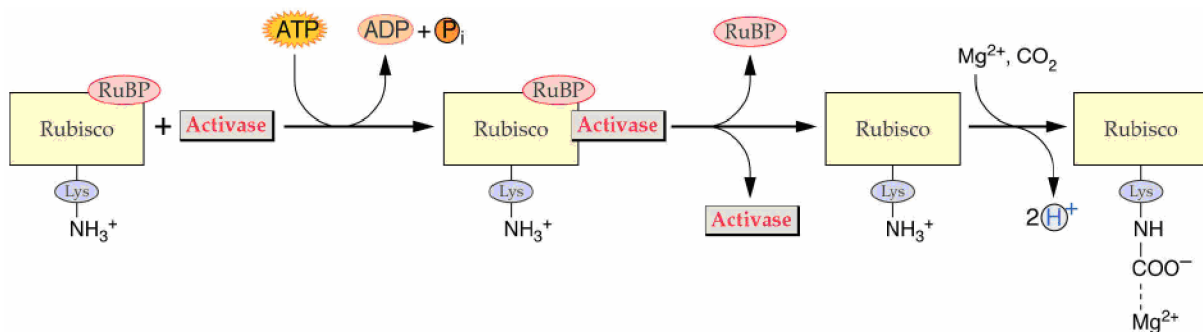 ATP
ADP + Pi
RuBP
Rubisco
+
Activase
Lys
NH3+
RuBP
Rubisco
Activase
Lys
NH3+
RuBP
Activase
Rubisco
Lys
NH3+
Mg2+, CO2
2H+
Rubisco
Lys
NH
COO−
Mg2+